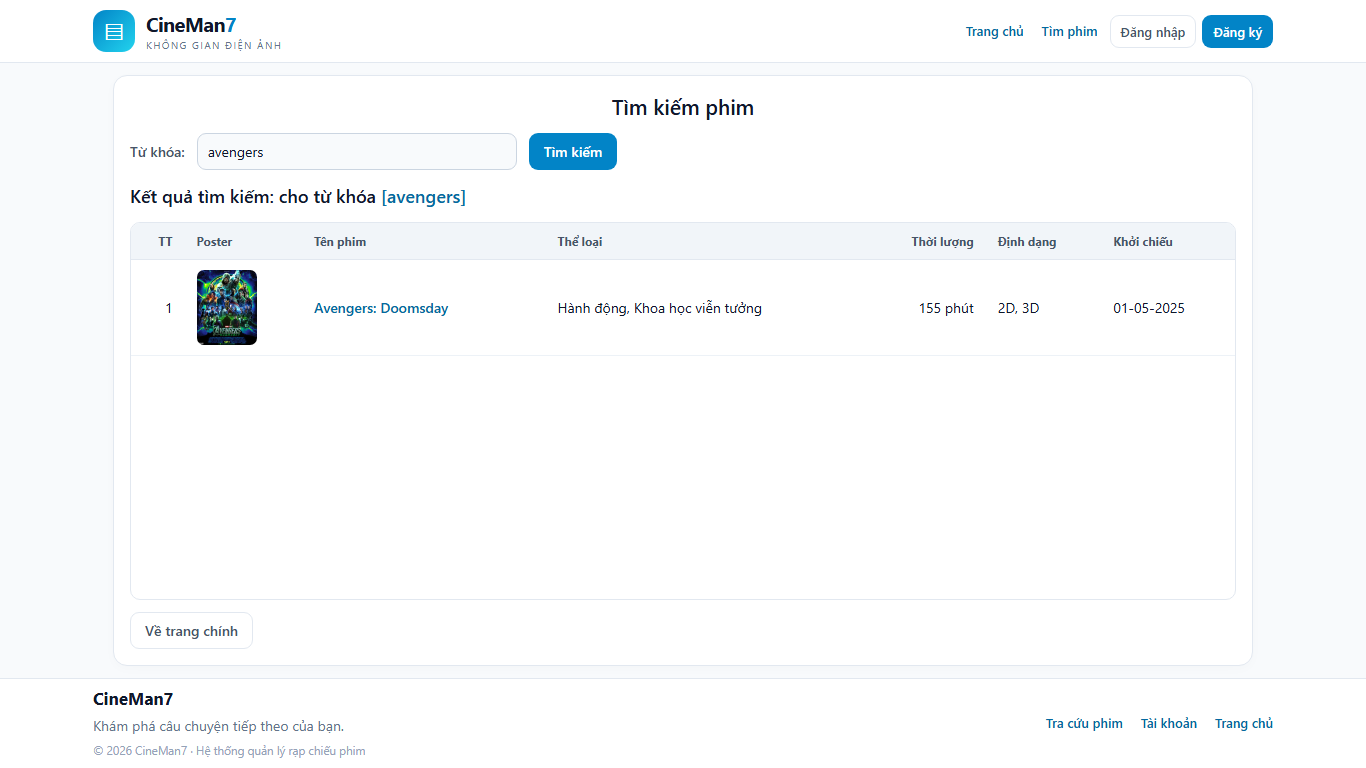 CineMan7
KHÔNG GIAN ĐIỆN ẢNH
Trang chủ Tìm phim Đăng nhập Đăng ký
Tìm kiếm phim
Từ khóa: avengers Tìm kiếm
Kết quả tìm kiếm: cho từ khóa [avengers]
TT Poster Tên phim Thể loại Thời lượng Định dạng Khởi chiếu
1 AVENGERS Avengers: Doomsday Hành động, Khoa học viễn tưởng 155 phút 2D, 3D 01-05-2025
Về trang chính
CineMan7
Khám phá câu chuyện tiếp theo của bạn.
© 2026 CineMan7 · Hệ thống quản lý rạp chiếu phim
Tra cứu phim Tài khoản Trang chủ